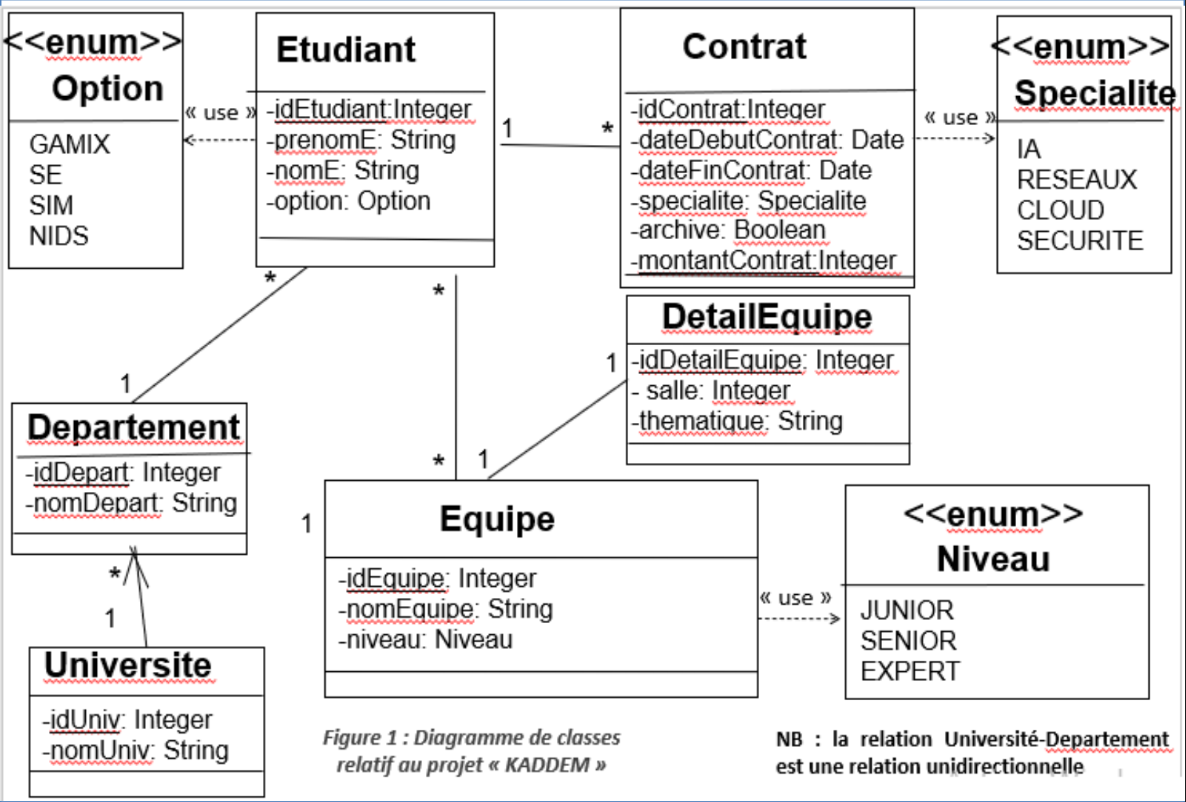 <<enum>>
Option
GAMIX
SE
SIM
NIDS
« use »
Etudiant
-idEtudiant:Integer
-prenomE: String
-nomE: String
-option: Option
1
*
Contrat
-idContrat:Integer
-dateDebutContrat: Date
-dateFinContrat: Date
-specialite: Specialite
-archive: Boolean
-montantContrat:Integer
« use »
<<enum>>
Specialite
IA
RESEAUX
CLOUD
SECURITE
*
1
*
*
DetailEquipe
-idDetailEquipe: Integer
- salle: Integer
-thematique: String
1
1
Departement
-idDepart: Integer
-nomDepart: String
*
1
Universite
-idUniv: Integer
-nomUniv: String
1
Equipe
-idEquipe: Integer
-nomEquipe: String
-niveau: Niveau
« use »
<<enum>>
Niveau
JUNIOR
SENIOR
EXPERT
Figure 1 : Diagramme de classes
relatif au projet « KADDEM »
NB : la relation Université-Departement
est une relation unidirectionnelle